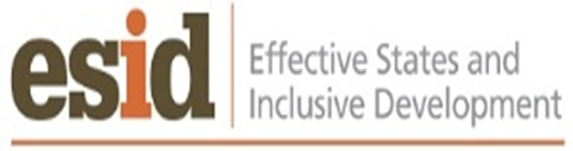 esid
Effective States and
Inclusive Development